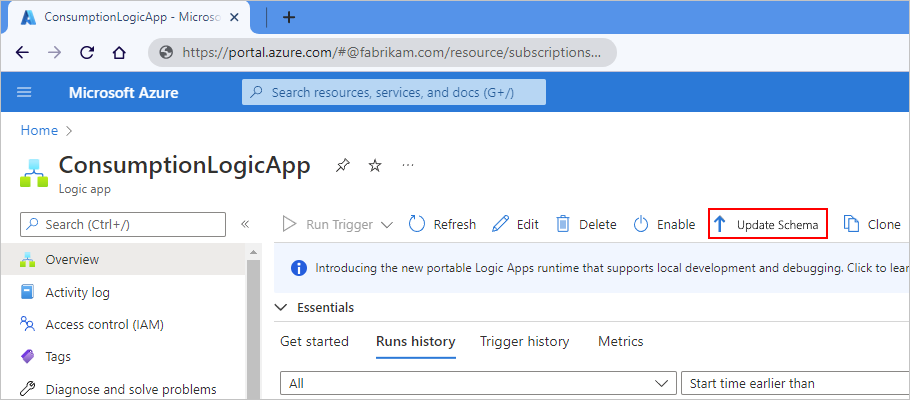 ConsumptionLogicApp - Microso
https://portal.azure.com/#@fabrikam.com/resource/subscriptions...
Microsoft Azure
Search resources, services, and docs (G+/)
Home
ConsumptionLogicApp
Logic app
Search (Ctrl+/)
Run Trigger Refresh Edit Delete Enable Update Schema Clone
Overview
Introducing the new portable Logic Apps runtime that supports local development and debugging. Click to lear
Activity log
Essentials
Access control (IAM)
Get started Runs history Trigger history Metrics
Tags
All Start time earlier than
Diagnose and solve problems